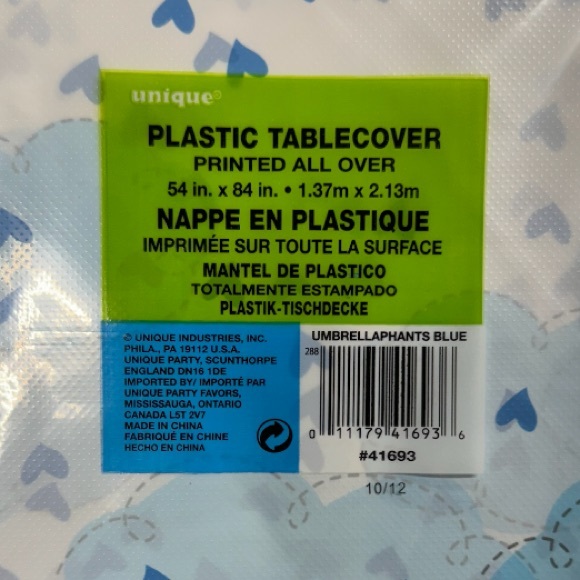 unique®
PLASTIC TABLECOVER
PRINTED ALL OVER
54 in. x 84 in. • 1.37m x 2.13m
NAPPE EN PLASTIQUE
IMPRIMÉE SUR TOUTE LA SURFACE
MANTEL DE PLASTICO
TOTALMENTE ESTAMPADO
PLASTIK-TISCHDECKE
© UNIQUE INDUSTRIES, INC.
PHILA., PA 19112 U.S.A.
UNIQUE PARTY, SCUNTHORPE
ENGLAND DN16 1DE
IMPORTED BY/ IMPORTÉ PAR
UNIQUE PARTY FAVORS,
MISSISSAUGA, ONTARIO
CANADA L5T 2V7
MADE IN CHINA
FABRIQUÉ EN CHINE
HECHO EN CHINA
UMBRELLAPHANTS BLUE
288
0 11179 41693 6
#41693
10/12